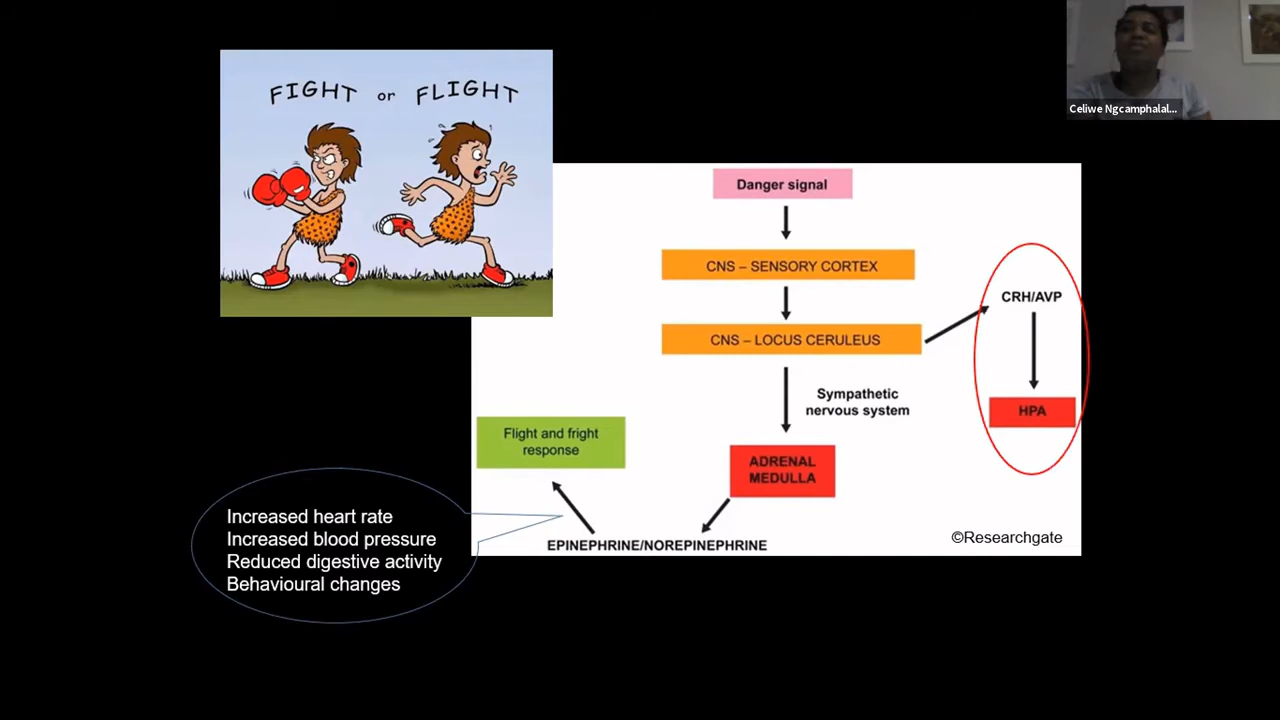 Celiwe Ngcamphalal...
FIGHT or FLIGHT
Danger signal
CNS – SENSORY CORTEX
CNS – LOCUS CERULEUS
CRH/AVP
HPA
Sympathetic
nervous system
ADRENAL
MEDULLA
Flight and fright
response
EPINEPHRINE/NOREPINEPHRINE
©Researchgate
Increased heart rate
Increased blood pressure
Reduced digestive activity
Behavioural changes